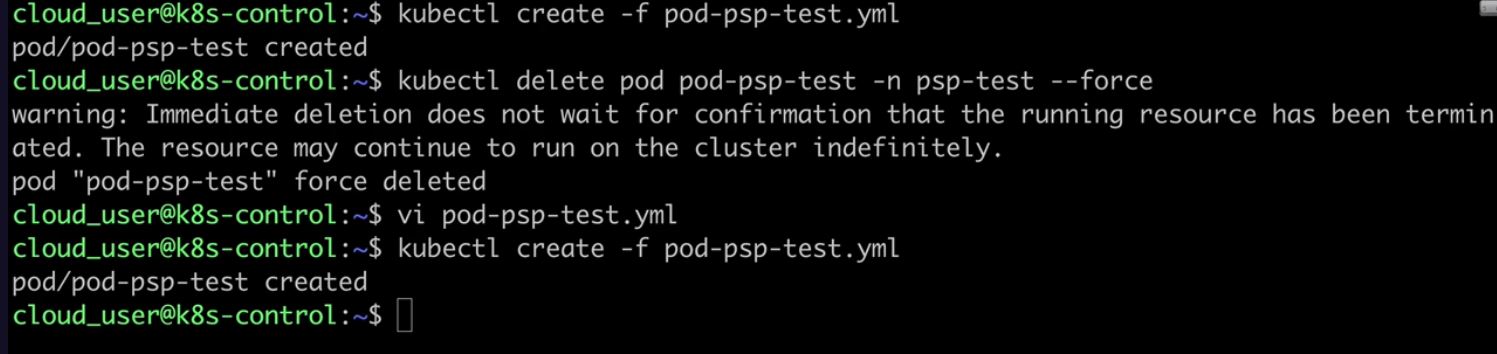 cloud_user@k8s-control:~$ kubectl create -f pod-psp-test.yml
pod/pod-psp-test created
cloud_user@k8s-control:~$ kubectl delete pod pod-psp-test -n psp-test --force
warning: Immediate deletion does not wait for confirmation that the running resource has been termin
ated. The resource may continue to run on the cluster indefinitely.
pod "pod-psp-test" force deleted
cloud_user@k8s-control:~$ vi pod-psp-test.yml
cloud_user@k8s-control:~$ kubectl create -f pod-psp-test.yml
pod/pod-psp-test created
cloud_user@k8s-control:~$